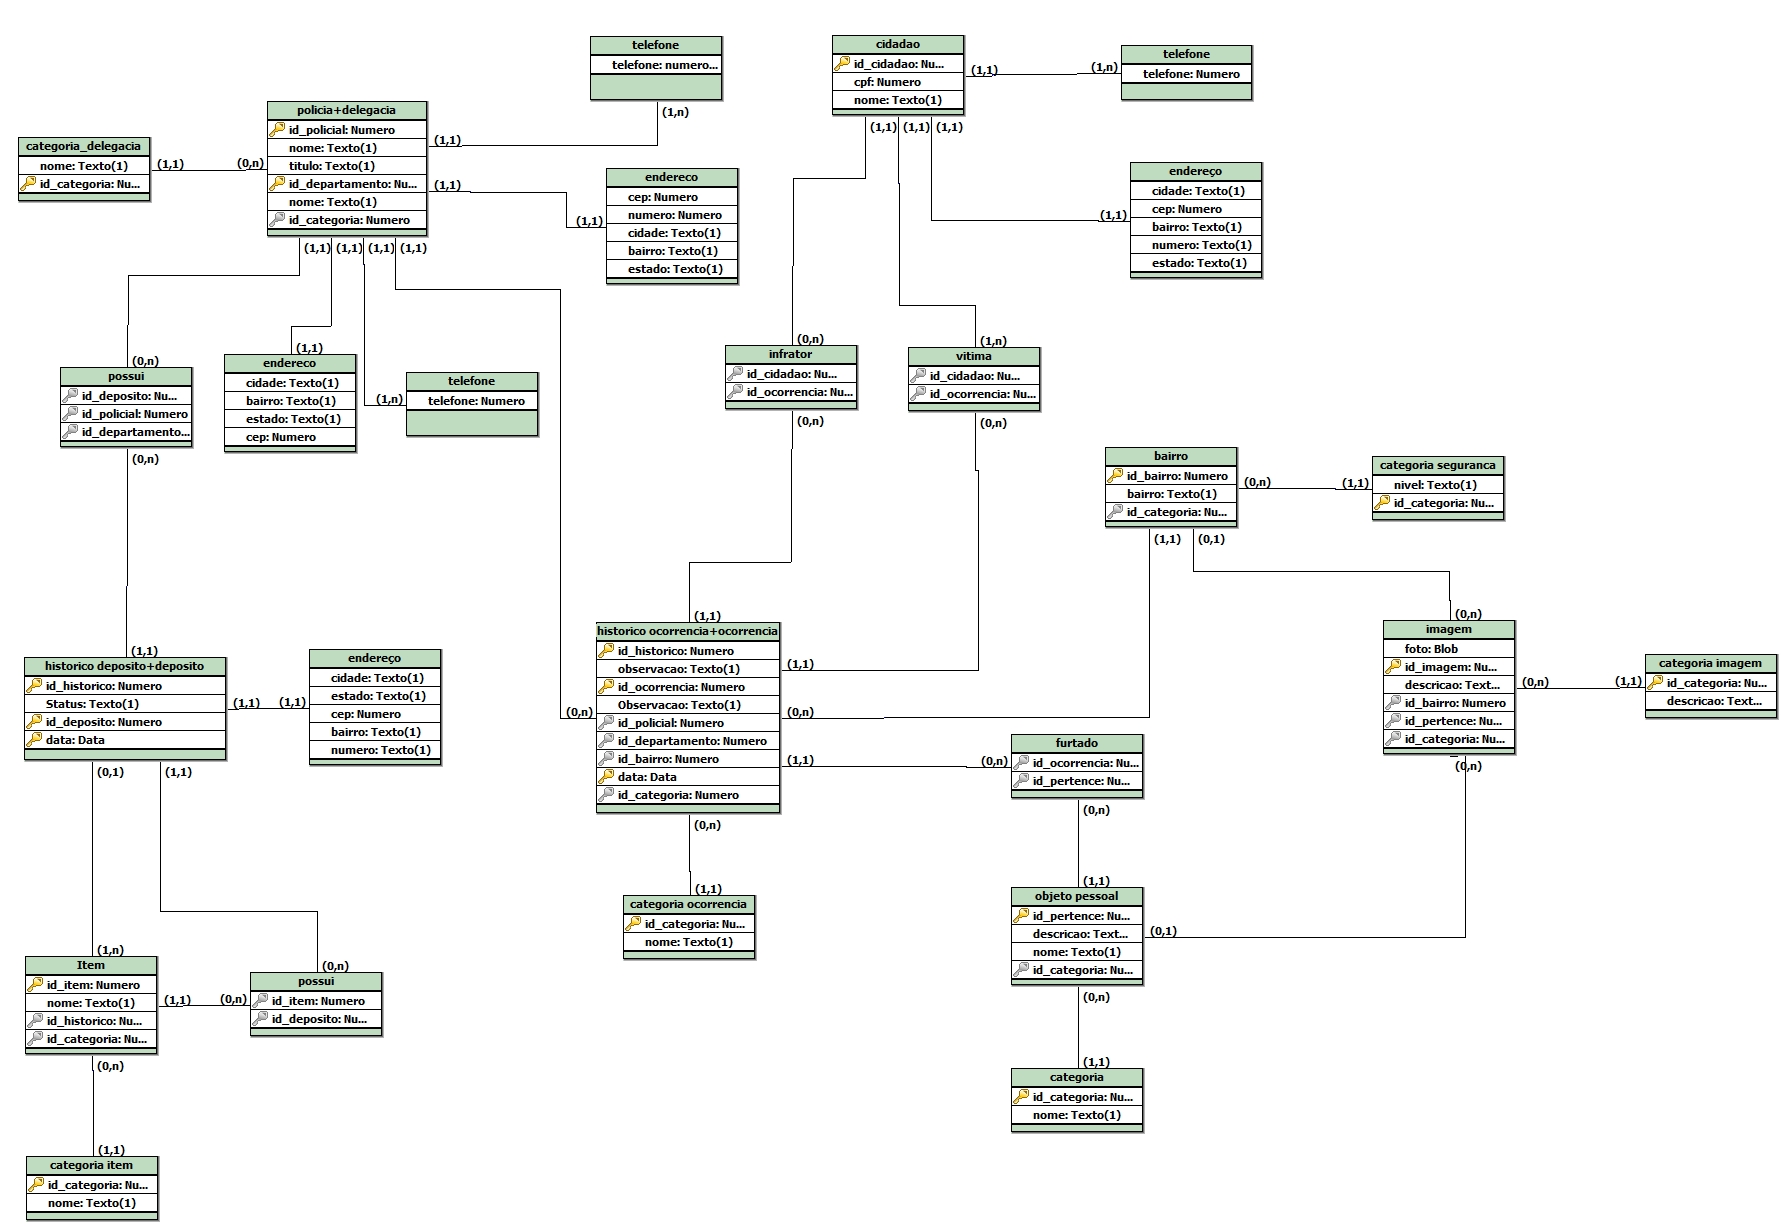 telefone
telefone: numero...
(1,n)
cidadao
id_cidadao: Nu...
cpf: Numero
nome: Texto(1)
(1,1)
(1,n)
telefone
telefone: Numero
(1,1)
(1,1)
(1,1)
policia+delegacia
id_policial: Numero
nome: Texto(1)
titulo: Texto(1)
id_departamento: Nu...
nome: Texto(1)
id_categoria: Numero
(1,1)
(1,1)
categoria_delegacia
nome: Texto(1)
id_categoria: Nu...
(1,1)
(0,n)
endereco
cep: Numero
numero: Numero
cidade: Texto(1)
bairro: Texto(1)
estado: Texto(1)
(1,1)
endereço
cidade: Texto(1)
cep: Numero
bairro: Texto(1)
numero: Texto(1)
estado: Texto(1)
(1,1)
(1,1)
(1,1)
(1,1)
(1,1)
(0,n)
possui
id_deposito: Nu...
id_policial: Numero
id_departamento...
(0,n)
(1,1)
endereco
cidade: Texto(1)
bairro: Texto(1)
estado: Texto(1)
cep: Numero
(1,n)
telefone
telefone: Numero
(0,n)
infrator
id_cidadao: Nu...
id_ocorrencia: Nu...
(0,n)
(1,n)
vitima
id_cidadao: Nu...
id_ocorrencia: Nu...
(0,n)
bairro
id_bairro: Numero
bairro: Texto(1)
id_categoria: Nu...
(0,n)
(1,1)
categoria seguranca
nivel: Texto(1)
id_categoria: Nu...
(1,1)
(0,1)
(1,1)
historico deposito+deposito
id_historico: Numero
Status: Texto(1)
id_deposito: Numero
data: Data
(1,1)
(1,1)
endereço
cidade: Texto(1)
estado: Texto(1)
cep: Numero
bairro: Texto(1)
numero: Texto(1)
(0,1)
(1,1)
(1,1)
historico ocorrencia+ocorrencia
id_historico: Numero
observacao: Texto(1)
id_ocorrencia: Numero
Observacao: Texto(1)
id_policial: Numero
id_departamento: Numero
id_bairro: Numero
data: Data
id_categoria: Numero
(0,n)
(1,1)
(0,n)
(1,1)
(0,n)
(0,n)
furtado
id_ocorrencia: Nu...
id_pertence: Nu...
(0,n)
(0,n)
imagem
foto: Blob
id_imagem: Nu...
descricao: Text...
id_bairro: Numero
id_pertence: Nu...
id_categoria: Nu...
(0,n)
(0,n)
(1,1)
categoria imagem
id_categoria: Nu...
descricao: Text...
(1,1)
categoria ocorrencia
id_categoria: Nu...
nome: Texto(1)
(1,1)
objeto pessoal
id_pertence: Nu...
descricao: Text...
nome: Texto(1)
id_categoria: Nu...
(0,1)
(0,n)
(1,n)
Item
id_item: Numero
nome: Texto(1)
id_historico: Nu...
id_categoria: Nu...
(1,1)
(0,n)
(0,n)
(0,n)
possui
id_item: Numero
id_deposito: Nu...
(1,1)
categoria
id_categoria: Nu...
nome: Texto(1)
(1,1)
categoria item
id_categoria: Nu...
nome: Texto(1)